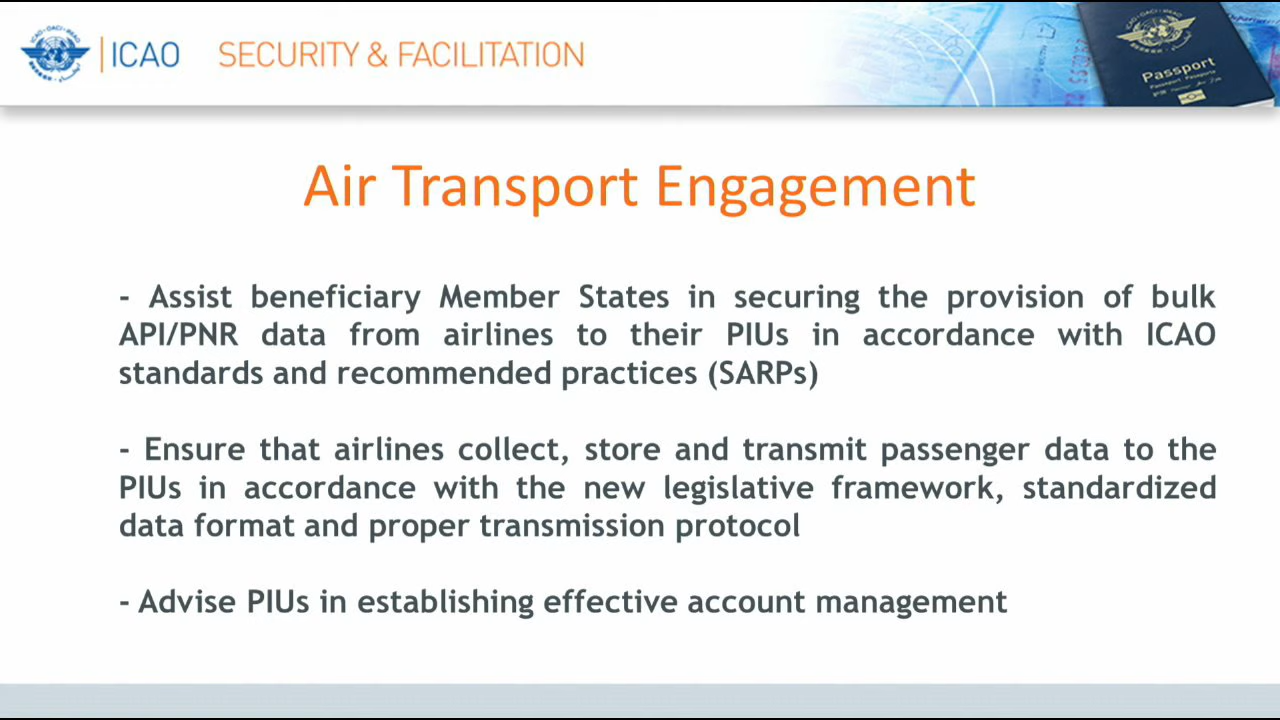 ICAO SECURITY & FACILITATION
Passport
Air Transport Engagement
- Assist beneficiary Member States in securing the provision of bulk
API/PNR data from airlines to their PIUs in accordance with ICAO
standards and recommended practices (SARPs)
- Ensure that airlines collect, store and transmit passenger data to the
PIUs in accordance with the new legislative framework, standardized
data format and proper transmission protocol
- Advise PIUs in establishing effective account management